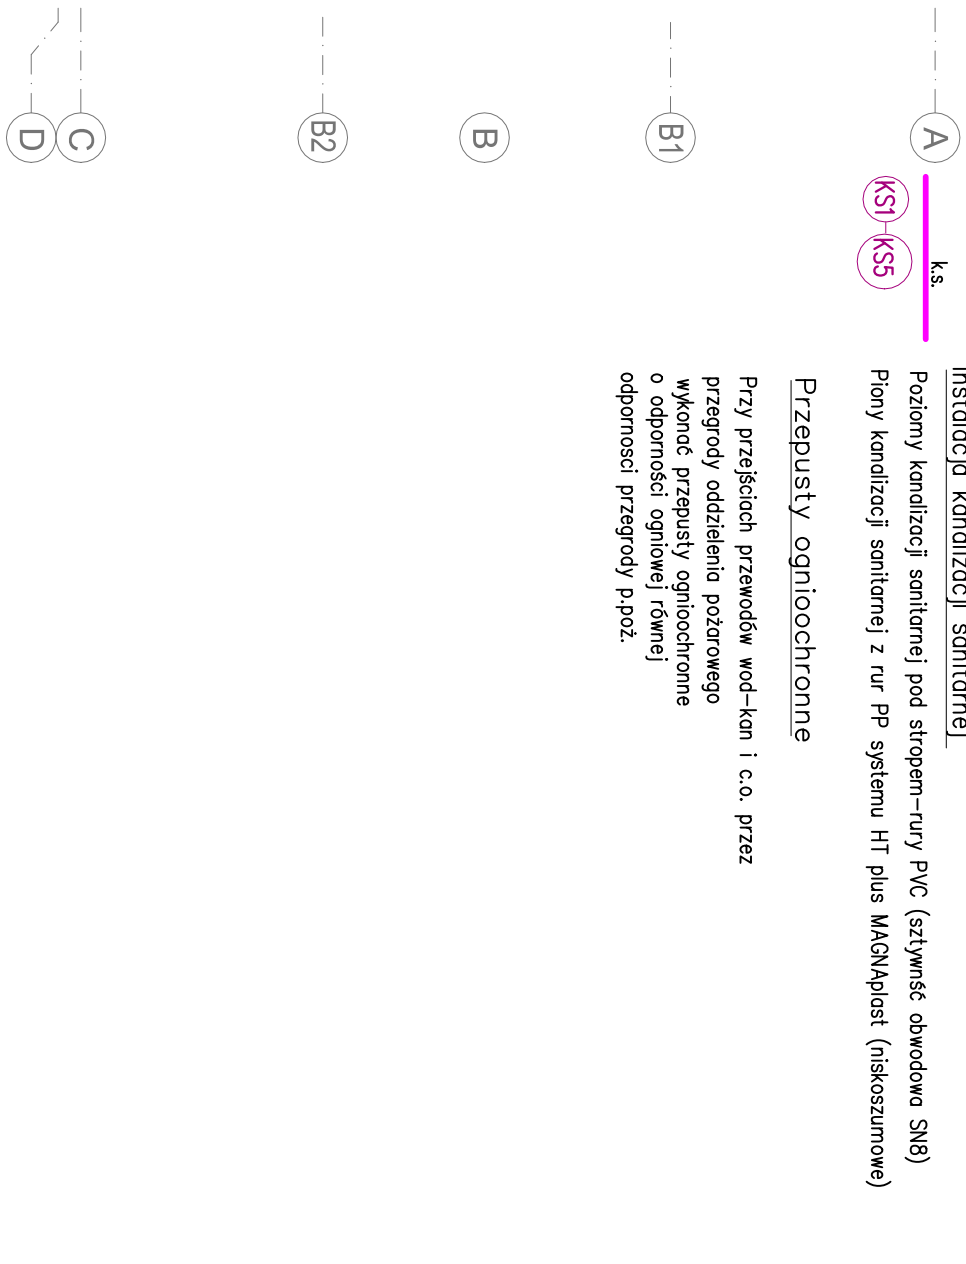 Instalacja kanalizacji sanitarnej
k.s.
Poziomy kanalizacji sanitarnej pod stropem-rury PVC (sztywnść obwodowa SN8)
KS1 KS5
Piony kanalizacji sanitarnej z rur PP systemu HT plus MAGNAplast (niskoszumowe)
Przepusty ognioochronne
Przy przejściach przewodów wod-kan i c.o. przez
przegrody oddzielenia pożarowego
wykonać przepusty ognioochronne
o odporności ogniowej równej
odpornosci przegrody p.poż.
A
B1
B
B2
C
D